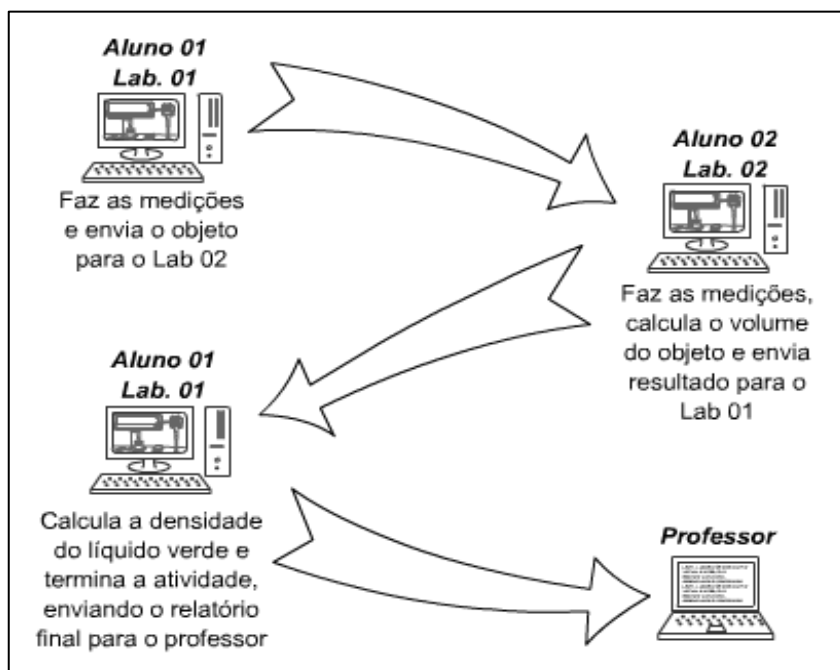 Aluno 01
Lab. 01
Faz as medições
e envia o objeto
para o Lab 02
Aluno 02
Lab. 02
Faz as medições,
calcula o volume
do objeto e envia
resultado para o
Lab 01
Aluno 01
Lab. 01
Calcula a densidade
do líquido verde e
termina a atividade,
enviando o relatório
final para o professor
Professor